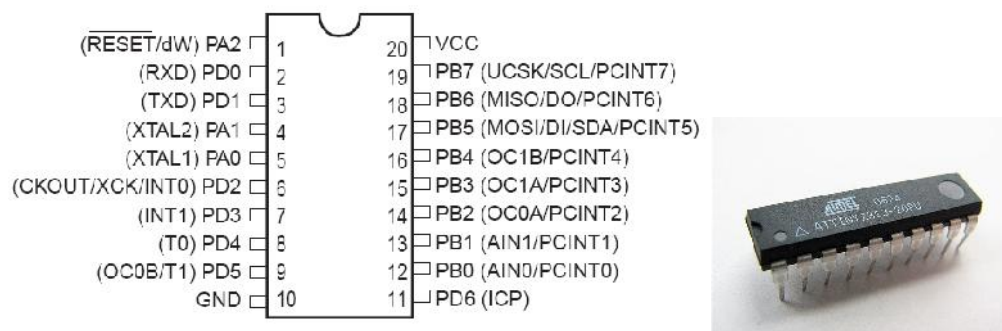 (RESET/dW) PA2 1 20 VCC
(RXD) PD0 2 19 PB7 (UCSK/SCL/PCINT7)
(TXD) PD1 3 18 PB6 (MISO/DO/PCINT6)
(XTAL2) PA1 4 17 PB5 (MOSI/DI/SDA/PCINT5)
(XTAL1) PA0 5 16 PB4 (OC1B/PCINT4)
(CKOUT/XCK/INT0) PD2 6 15 PB3 (OC1A/PCINT3)
(INT1) PD3 7 14 PB2 (OC0A/PCINT2)
(T0) PD4 8 13 PB1 (AIN1/PCINT1)
(OC0B/T1) PD5 9 12 PB0 (AIN0/PCINT0)
GND 10 11 PD6 (ICP)
ATMEL